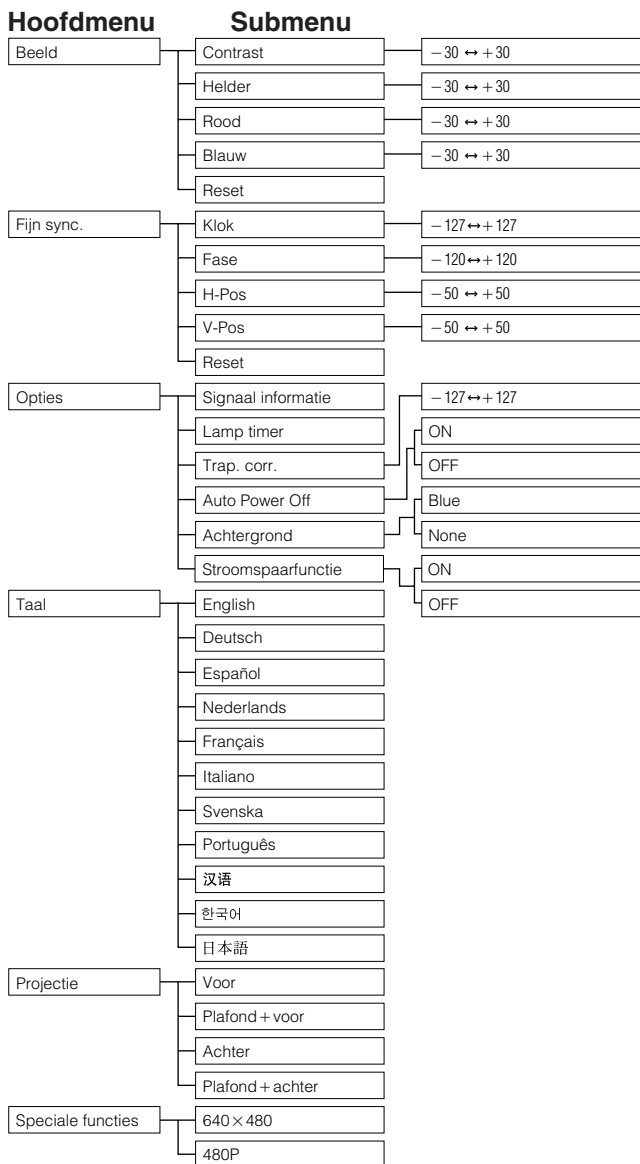 Hoofdmenu Submenu
Beeld Contrast −30 ↔ +30
Helder −30 ↔ +30
Rood −30 ↔ +30
Blauw −30 ↔ +30
Reset
Fijn sync. Klok −127↔+127
Fase −120↔+120
H-Pos −50 ↔ +50
V-Pos −50 ↔ +50
Reset
Opties Signaal informatie −127↔+127
Lamp timer ON
Trap. corr. OFF
Auto Power Off Blue
Achtergrond None
Stroomspaarfunctie ON
Taal English OFF
Deutsch
Español
Nederlands
Français
Italiano
Svenska
Português
汉语
한국어
日本語
Projectie Voor
Plafond+voor
Achter
Plafond+achter
Speciale functies 640×480
480P